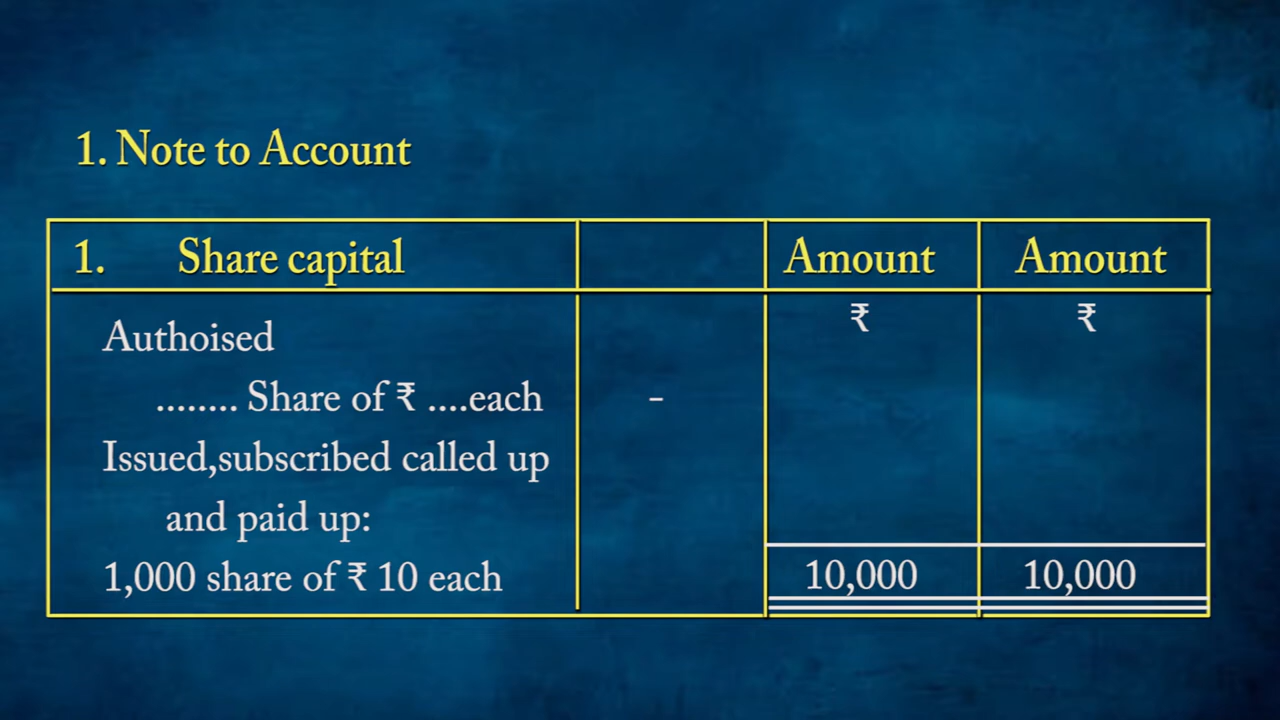 1. Note to Account
1. Share capital Amount Amount
₹ ₹
Authoised
........ Share of ₹ ....each -
Issued,subscribed called up
and paid up:
1,000 share of ₹ 10 each 10,000 10,000